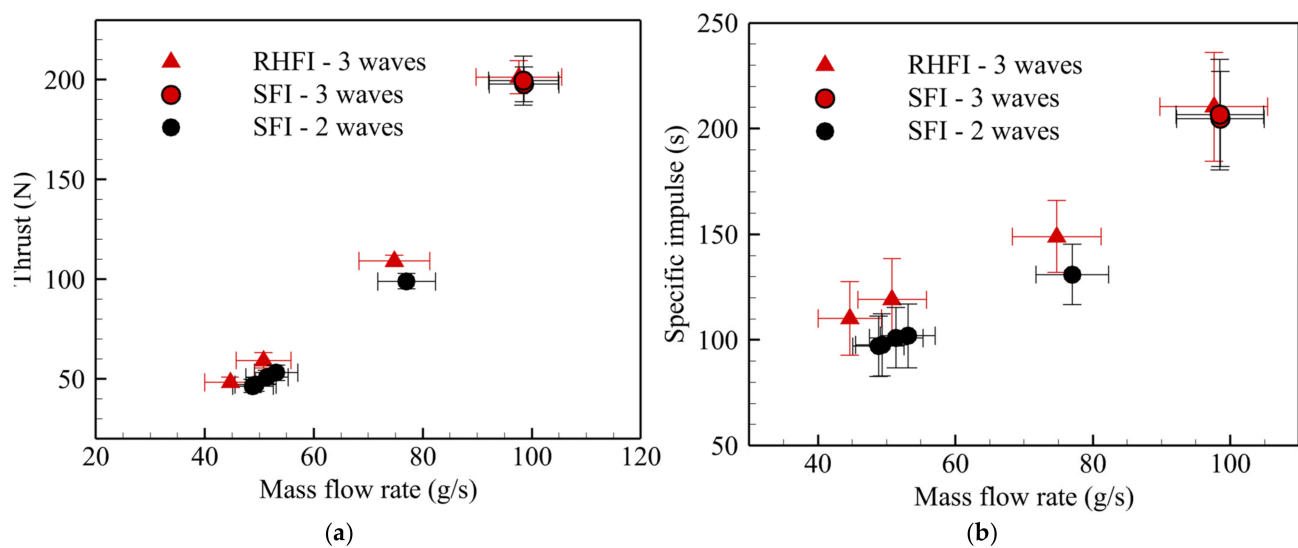 RHFI - 3 waves
SFI - 3 waves
SFI - 2 waves
Thrust (N)
200
150
100
50
20 40 60 80 100 120
Mass flow rate (g/s)
(a)
RHFI - 3 waves
SFI - 3 waves
SFI - 2 waves
Specific impulse (s)
250
200
150
100
50
40 60 80 100
Mass flow rate (g/s)
(b)